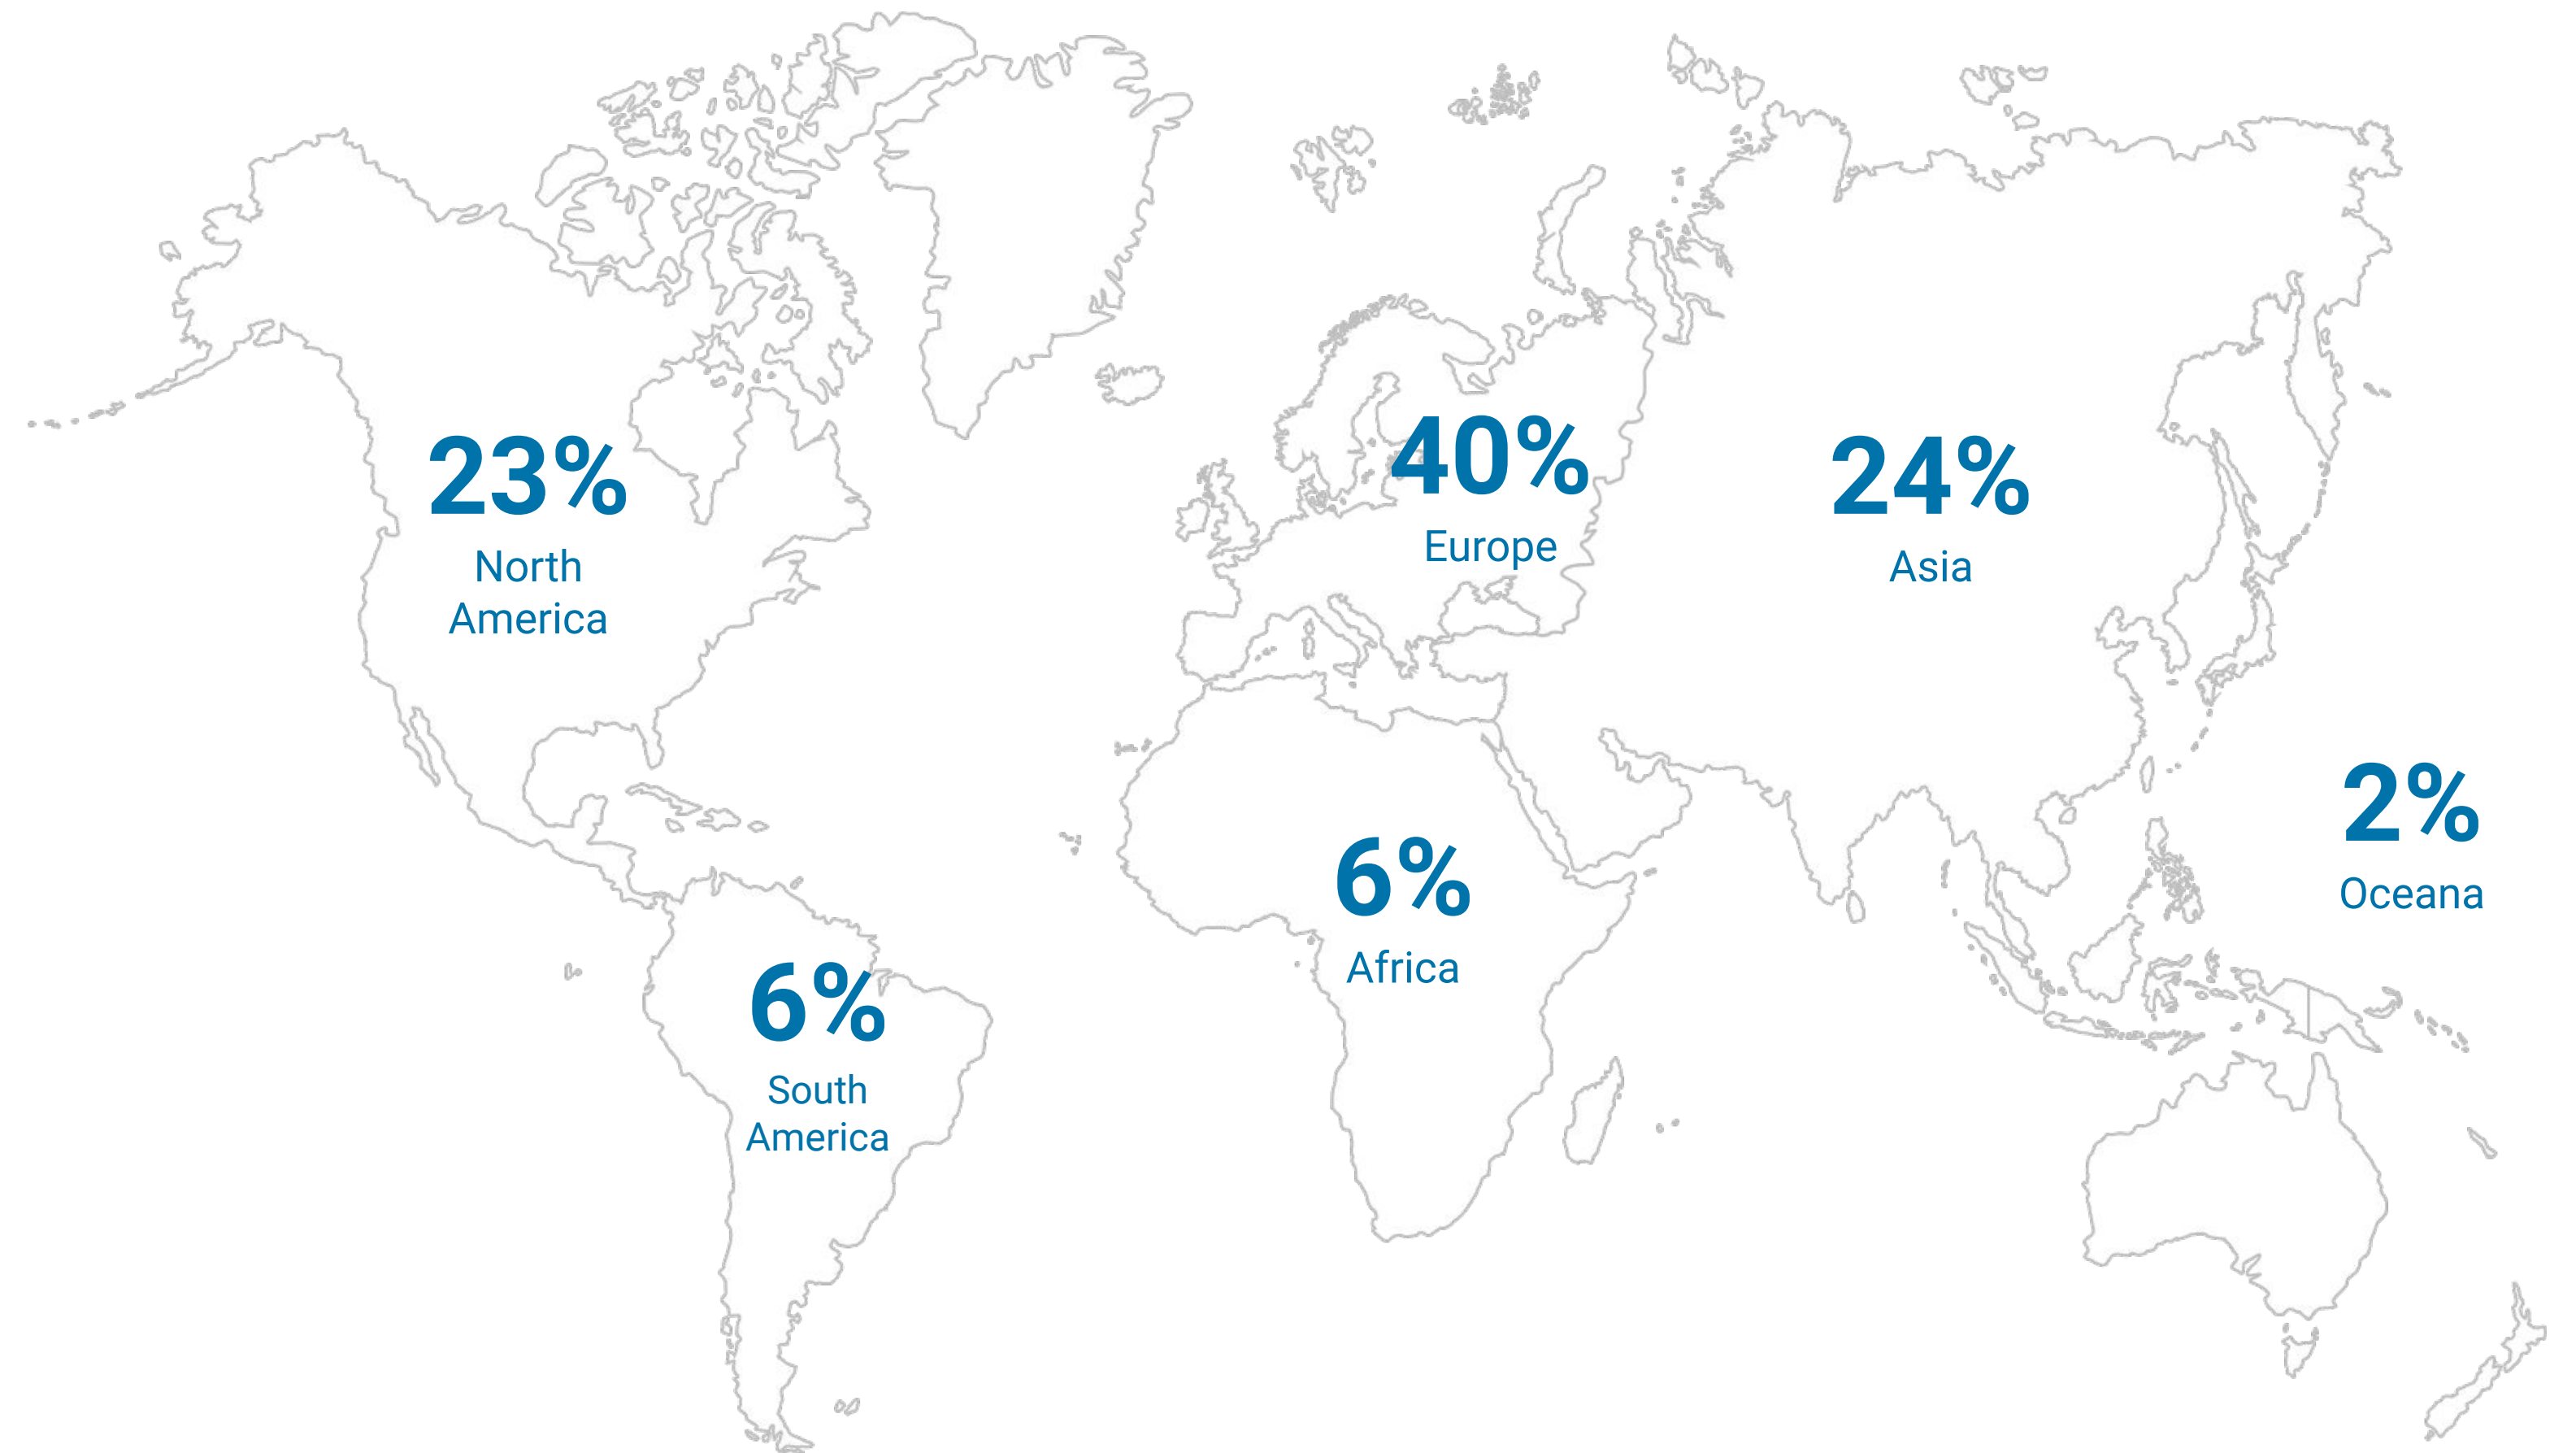 23%
North
America
40%
Europe
24%
Asia
2%
Oceana
6%
Africa
6%
South
America